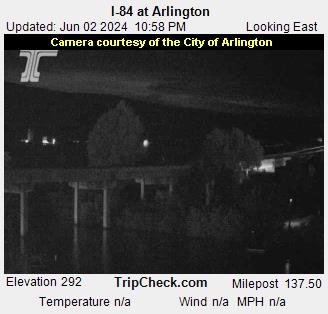 I-84 at Arlington
Updated: Jun 02 2024 10:58 PM Looking East
Camera courtesy of the City of Arlington
Elevation 292 TripCheck.com Milepost 137.50
Temperature n/a Wind n/a MPH n/a